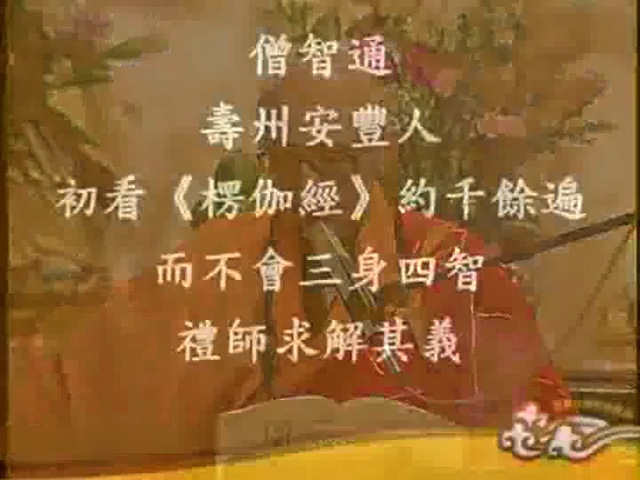 僧智通
壽州安豐人
初看《楞伽經》約千餘遍
而不會三身四智
禮師求解其義